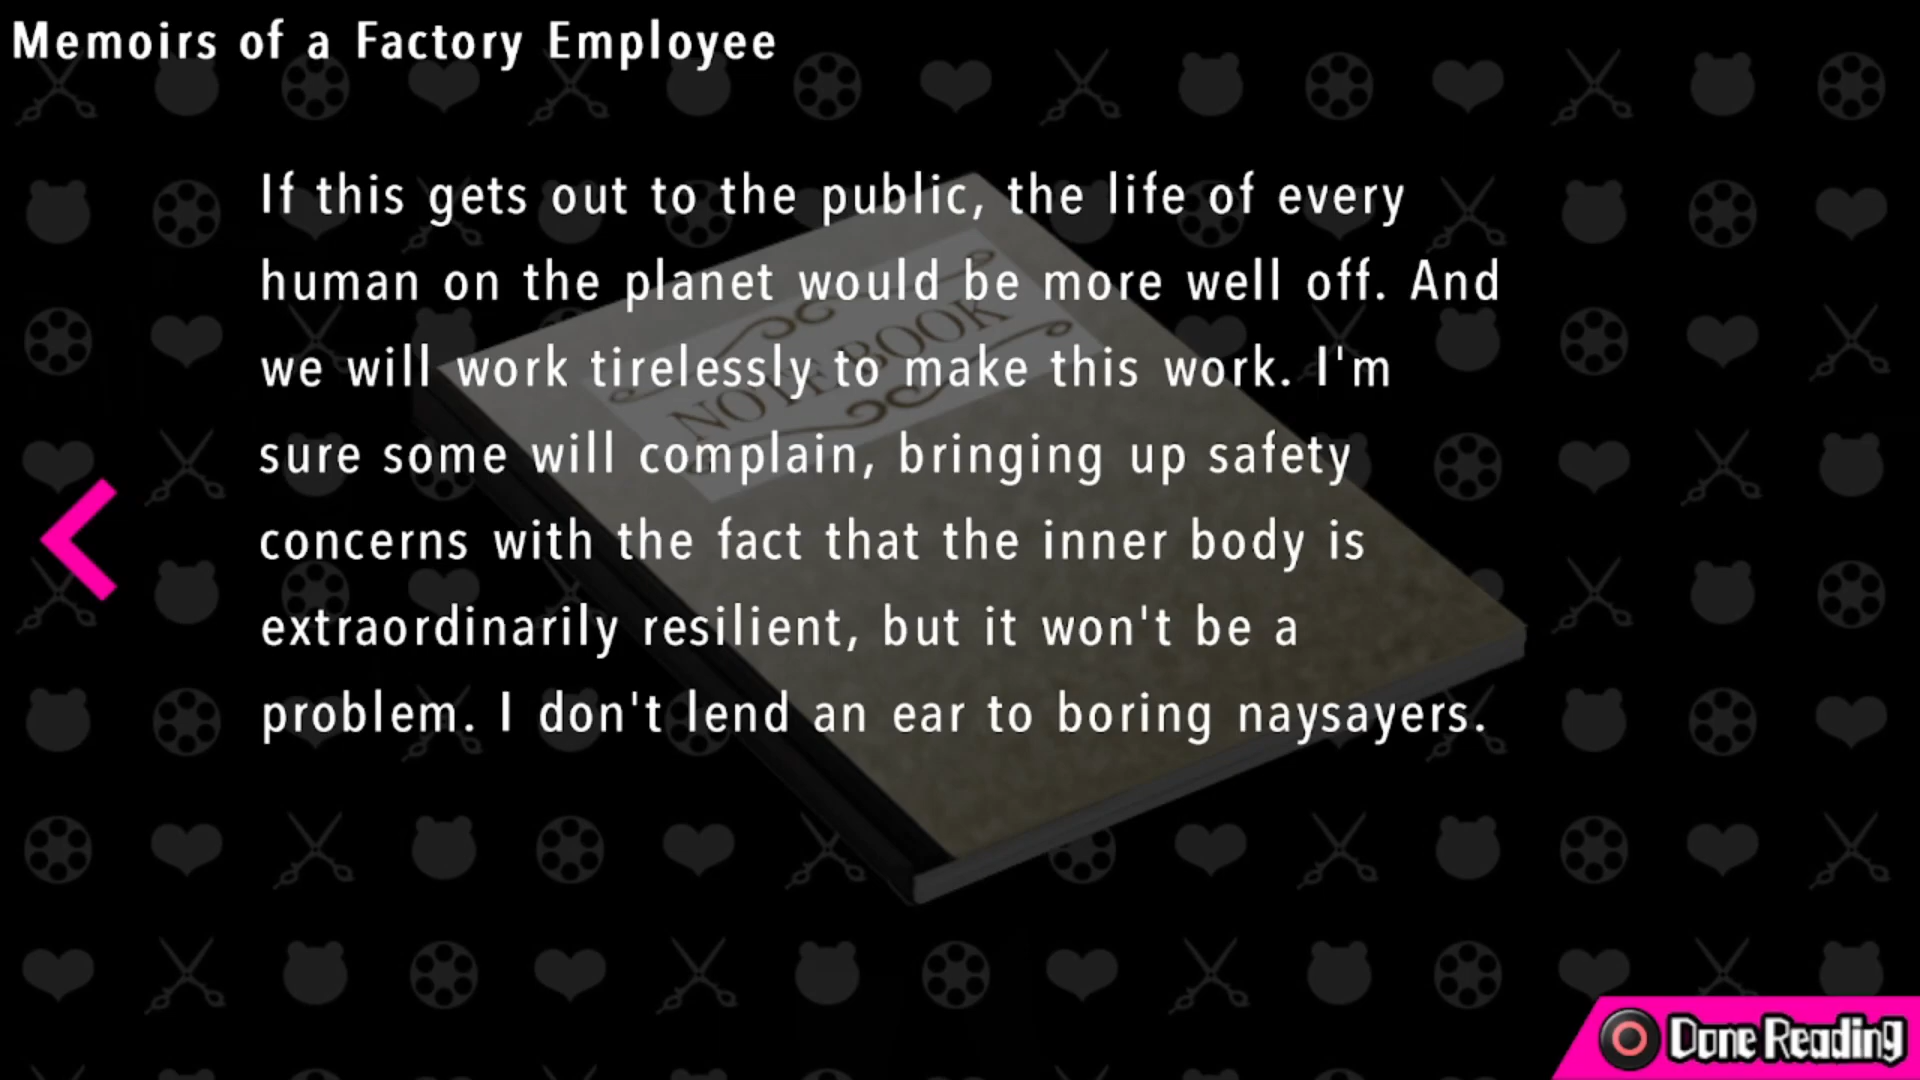 Memoirs of a Factory Employee
If this gets out to the public, the life of every
human on the planet would be more well off. And
we will work tirelessly to make this work. I'm
sure some will complain, bringing up safety
concerns with the fact that the inner body is
extraordinarily resilient, but it won't be a
problem. I don't lend an ear to boring naysayers.
NOTEBOOK
Done Reading